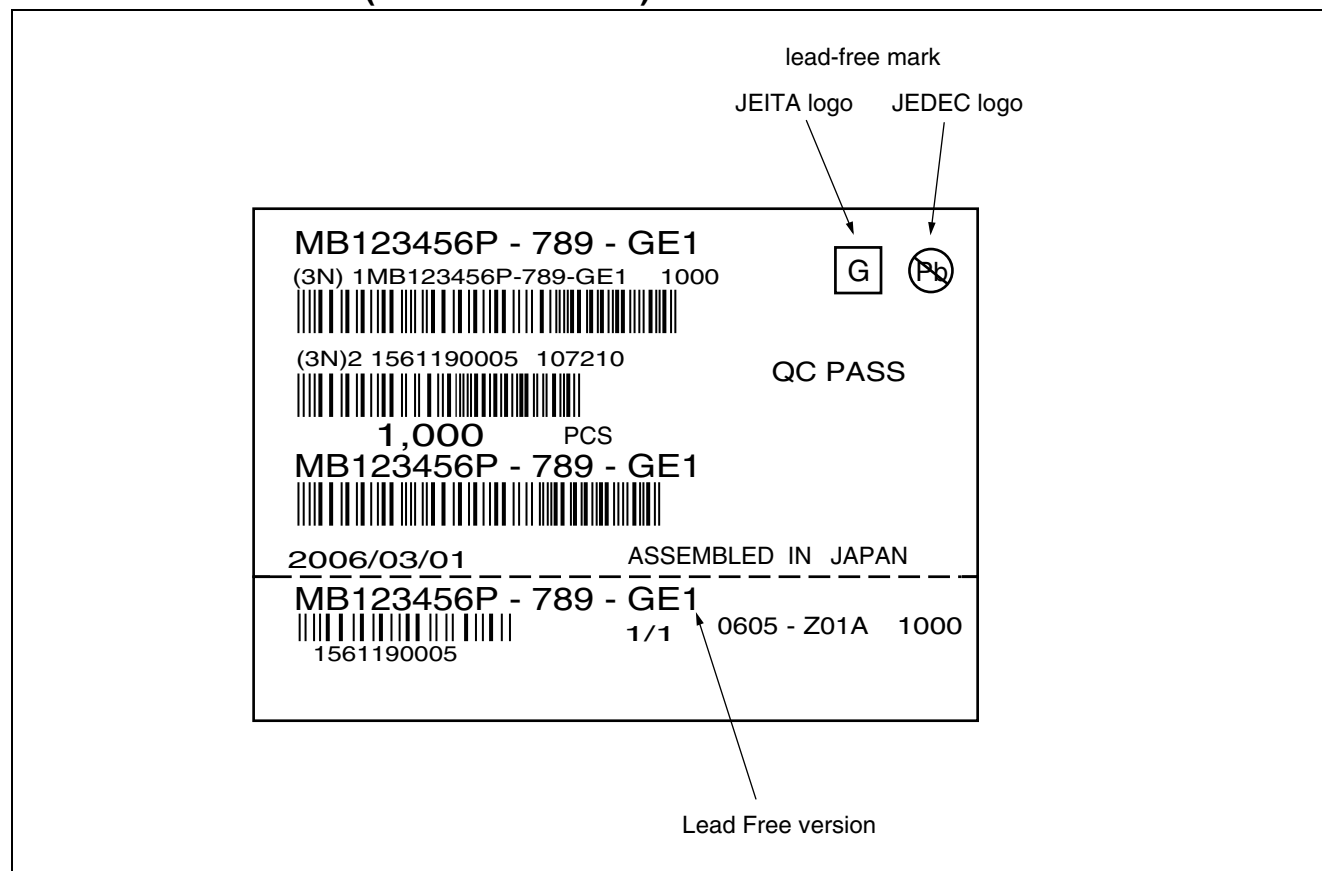 lead-free mark
JEITA logo JEDEC logo
MB123456P - 789 - GE1
(3N) 1MB123456P-789-GE1 1000
G Pb
(3N)2 1561190005 107210
QC PASS
1,000 PCS
MB123456P - 789 - GE1
2006/03/01 ASSEMBLED IN JAPAN
MB123456P - 789 - GE1
1/1 0605 - Z01A 1000
1561190005
Lead Free version